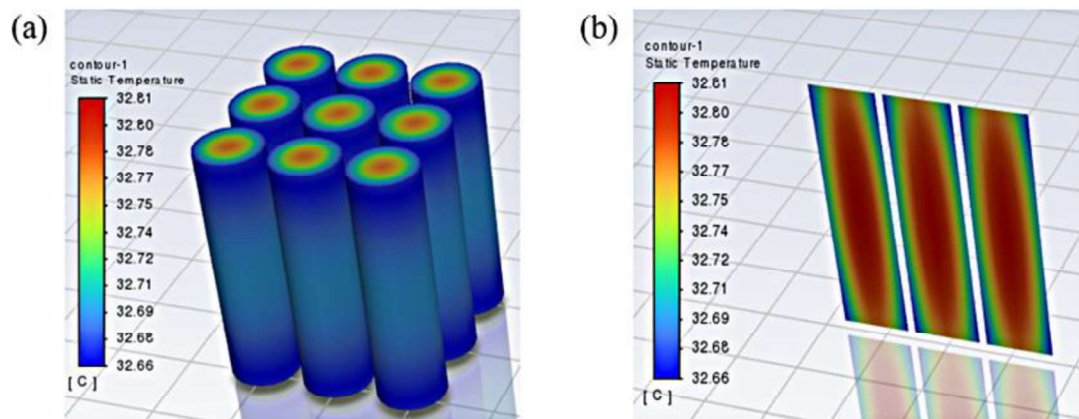 (a)
contour-1
Static Temperature
32.81
32.80
32.78
32.77
32.75
32.74
32.72
32.71
32.69
32.68
32.66
[ C ]
(b)
contour-1
Static Temperature
32.81
32.80
32.78
32.77
32.75
32.74
32.72
32.71
32.69
32.68
32.66
[ C ]